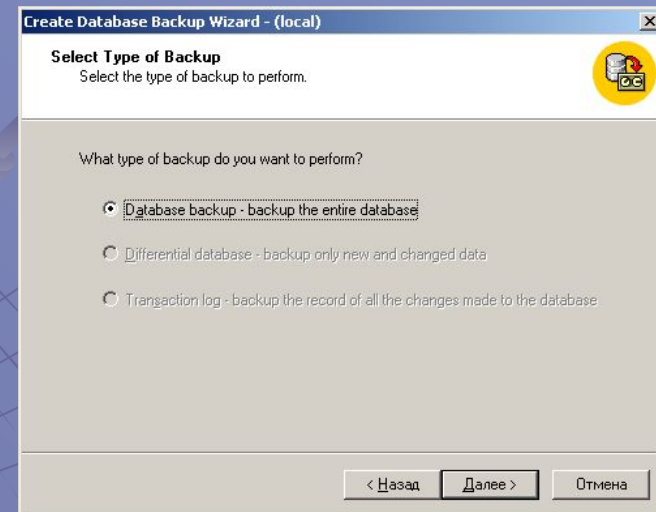 Create Database Backup Wizard - (local)
Select Type of Backup
Select the type of backup to perform.
What type of backup do you want to perform?
Database backup - backup the entire database
Differential database - backup only new and changed data
Transaction log - backup the record of all the changes made to the database
< Назад Далее > Отмена